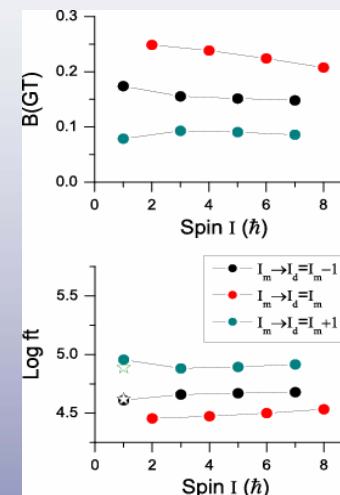 B(GT)
0.3
0.2
0.1
0.0
0 2 4 6 8
Spin I (ħ)
Log ft
5.5
5.0
4.5
I_m→I_d=I_m−1
I_m→I_d=I_m
I_m→I_d=I_m+1
0 2 4 6 8
Spin I (ħ)